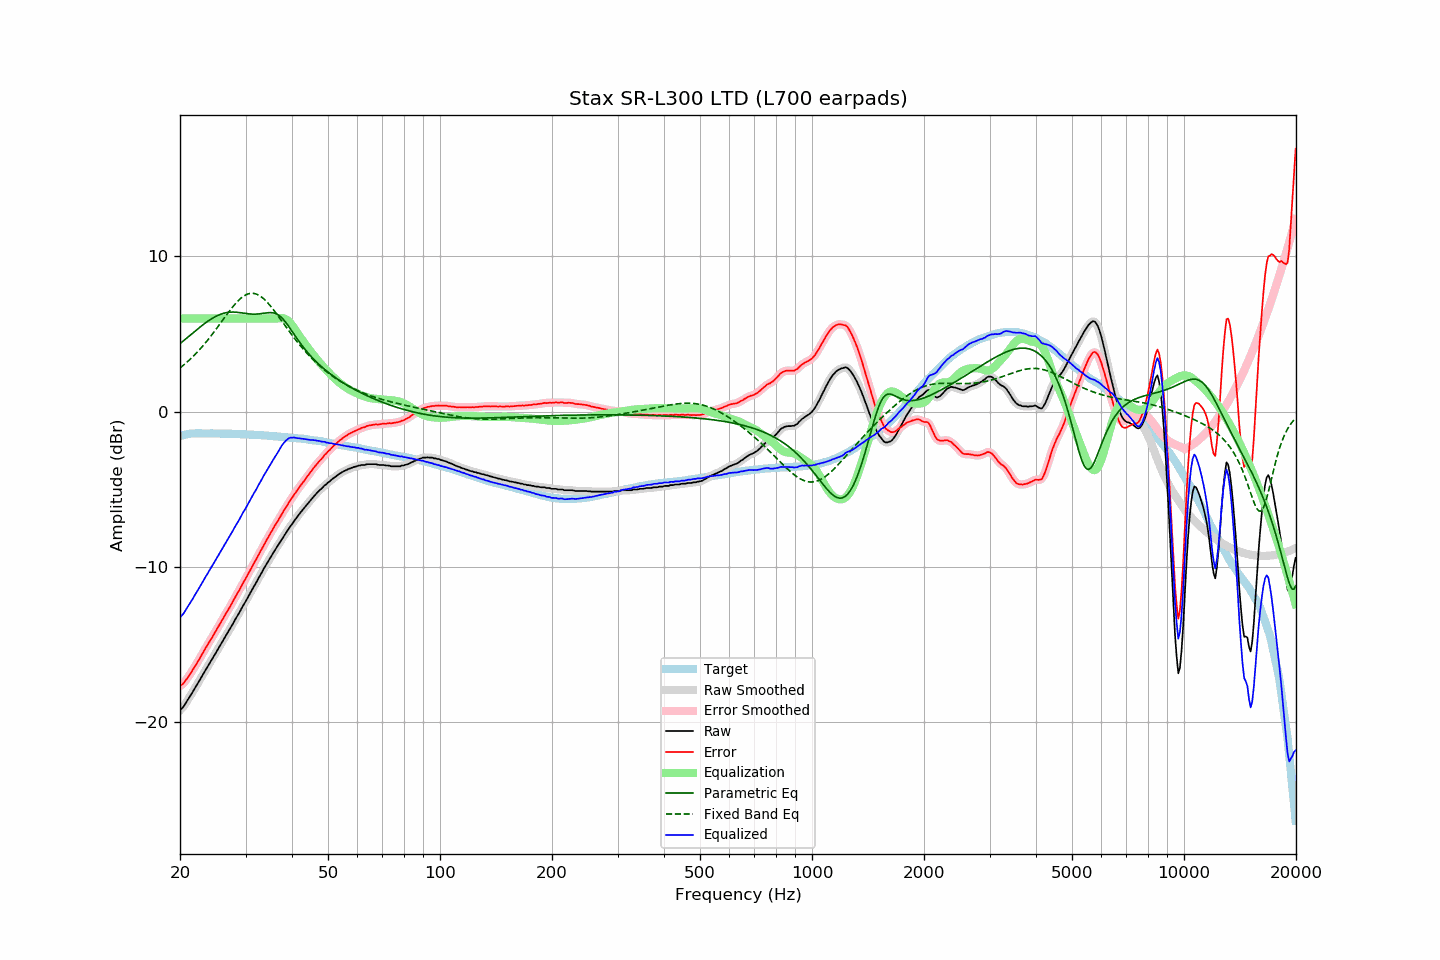 Stax SR-L300 LTD (L700 earpads)
Amplitude (dBr)
10
0
−10
−20
Target
Raw Smoothed
Error Smoothed
Raw
Error
Equalization
Parametric Eq
Fixed Band Eq
Equalized
20 50 100 200 500 1000 2000 5000 10000 20000
Frequency (Hz)